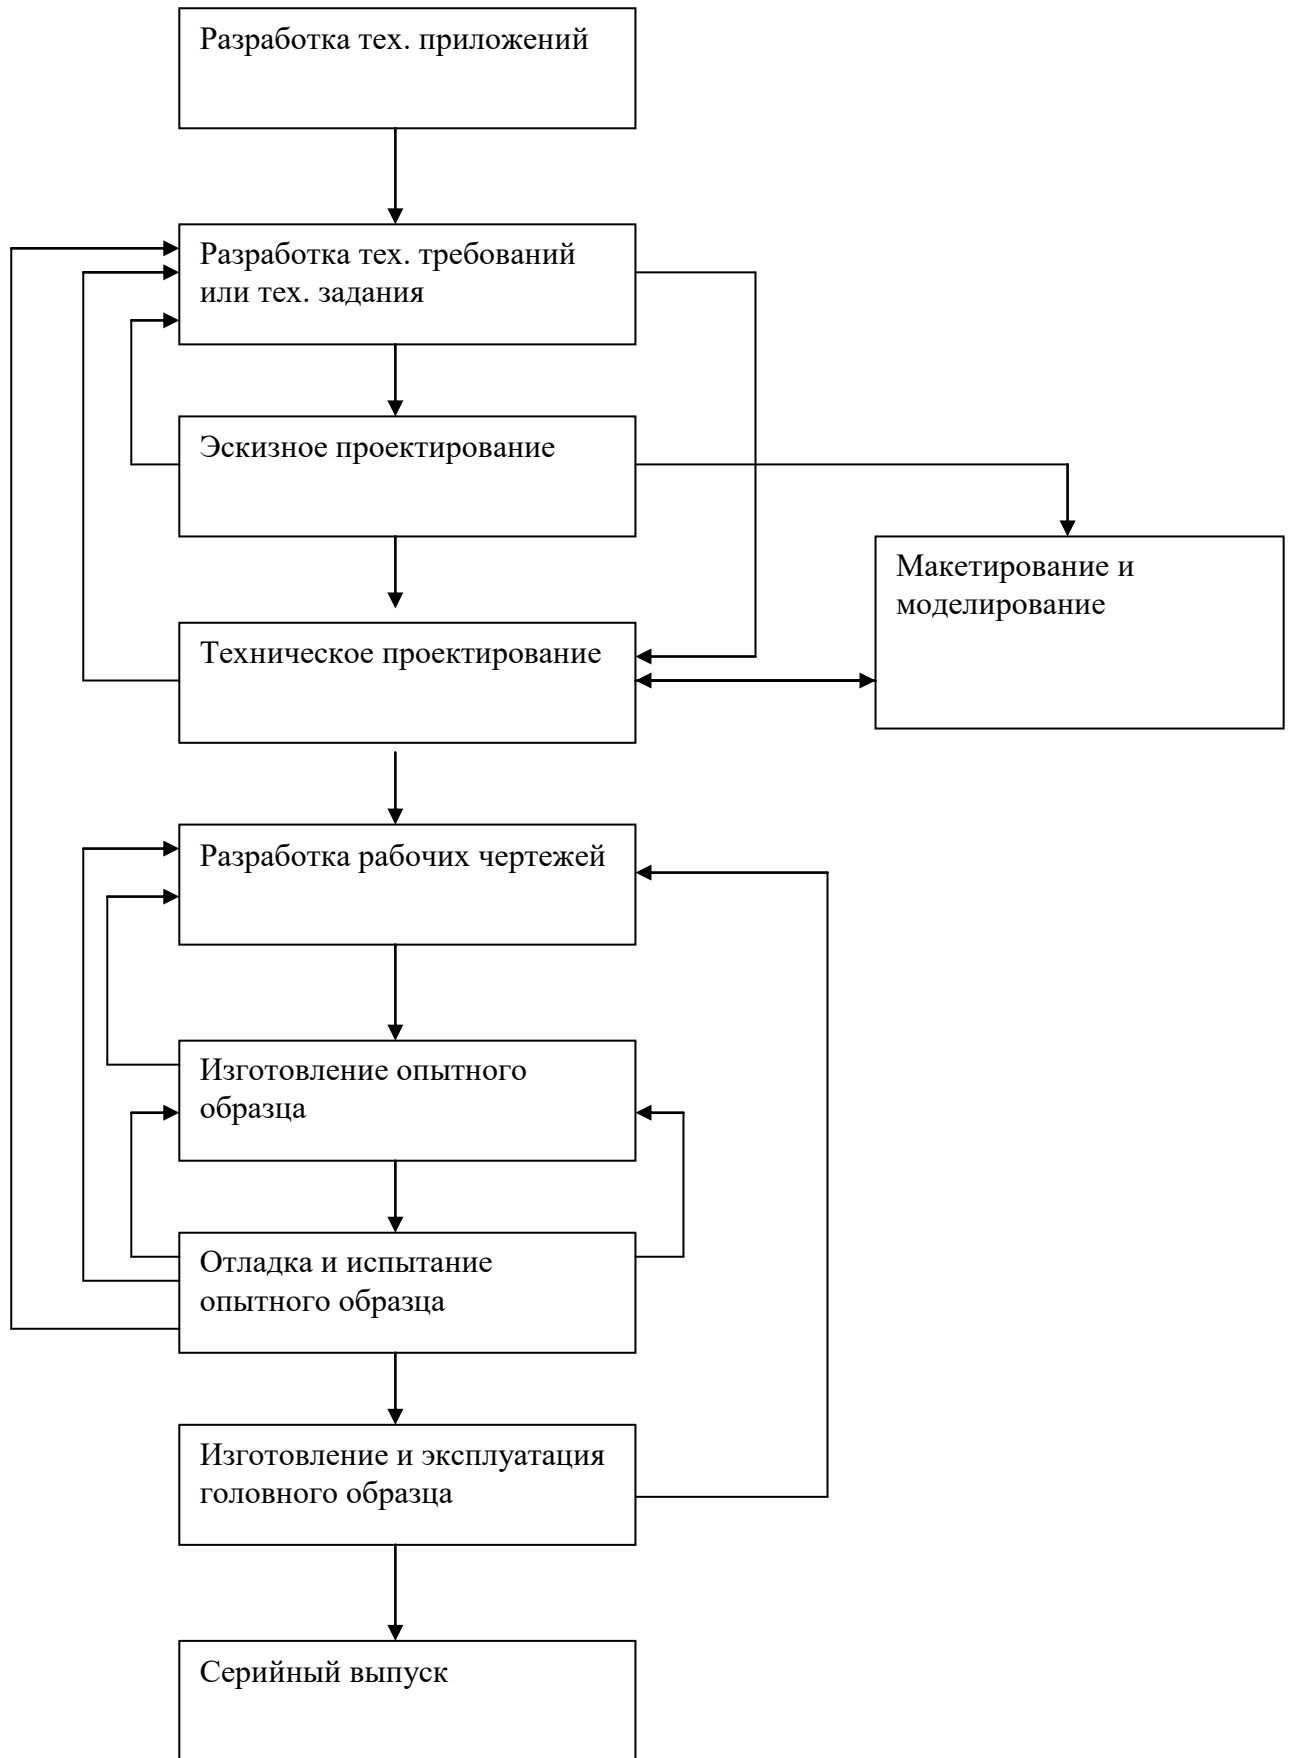 Разработка тех. приложений
Разработка тех. требований
или тех. задания
Эскизное проектирование
Макетирование и
моделирование
Техническое проектирование
Разработка рабочих чертежей
Изготовление опытного
образца
Отладка и испытание
опытного образца
Изготовление и эксплуатация
головного образца
Серийный выпуск